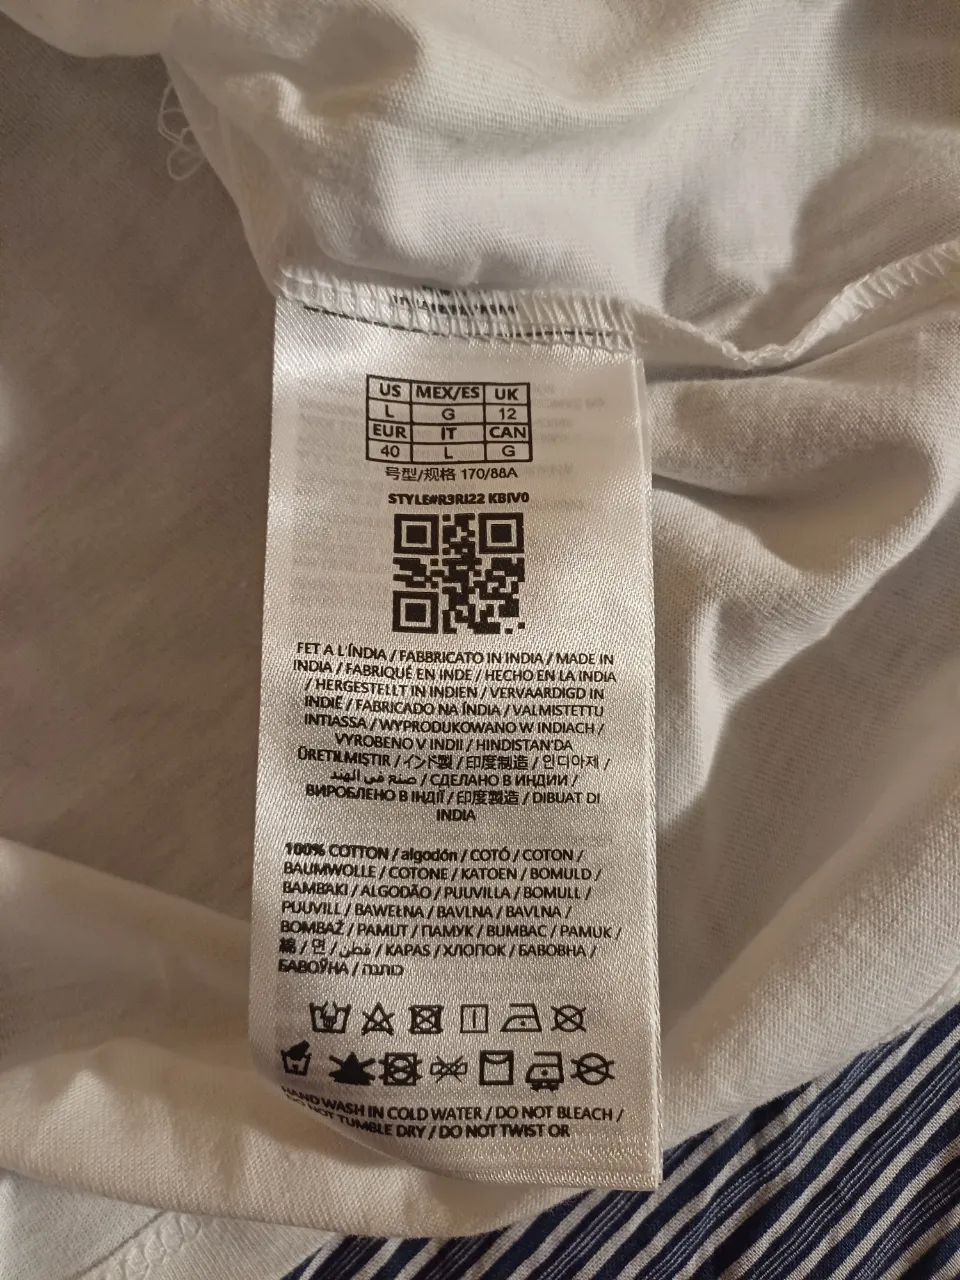 US MEX/ES UK
L G 12
EUR IT CAN
40 L G
号型/规格 170/88A
STYLE#R3RI22 KBIV0
FET A L'ÍNDIA / FABBRICATO IN INDIA / MADE IN
INDIA / FABRIQUÉ EN INDE / HECHO EN LA INDIA
/ HERGESTELLT IN INDIEN / VERVAARDIGD IN
INDIË / FABRICADO NA ÍNDIA / VALMISTETTU
INTIASSA / WYPRODUKOWANO W INDIACH /
VYROBENO V INDII / HINDISTAN'DA
ÜRETILMIŞTIR / インド製 / 印度制造 / 인디아제 /
صنع في الهند / СДЕЛАНО В ИНДИИ /
ВИРОБЛЕНО В ІНДІЇ / 印度製造 / DIBUAT DI
INDIA
100% COTTON / algodón / COTÓ / COTON /
BAUMWOLLE / COTONE / KATOEN / BOMULD /
BAMBAKI / ALGODÃO / PUUVILLA / BOMULL /
PUUVILL / BAWEŁNA / BAVLNA / BAVLNA /
BOMBAŽ / PAMUT / ПАМУК / BUMBAC / PAMUK /
綿 / 면 / قطن / KAPAS / ХЛОПОК / БАВОВНА /
БАВОЎНА / כותנה
HAND WASH IN COLD WATER / DO NOT BLEACH /
DO NOT TUMBLE DRY / DO NOT TWIST OR